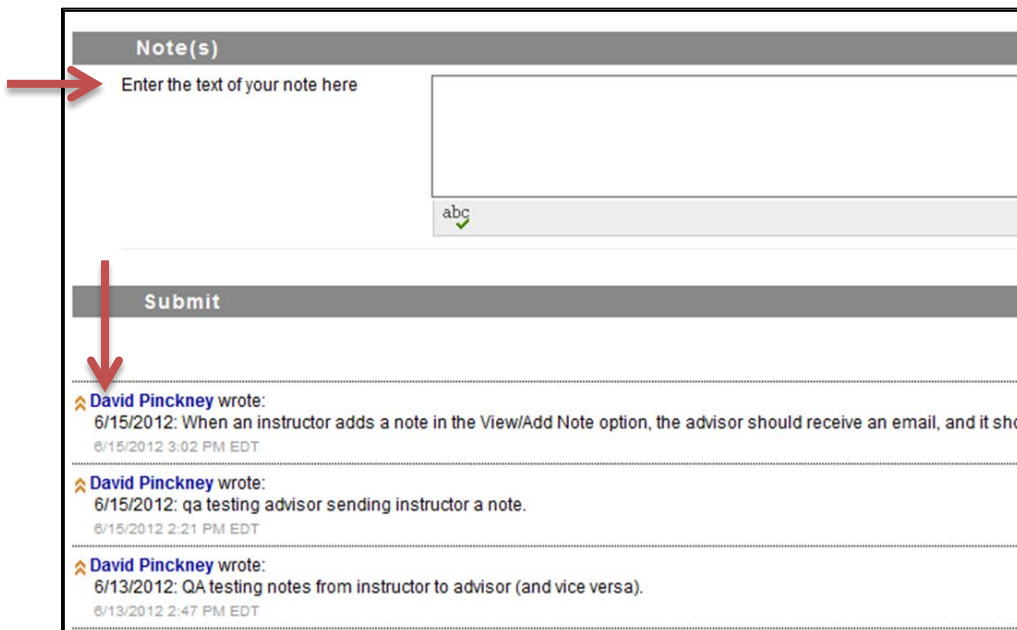 Note(s)
Enter the text of your note here
abc
Submit
David Pinckney wrote:
6/15/2012: When an instructor adds a note in the View/Add Note option, the advisor should receive an email, and it sho
6/15/2012 3:02 PM EDT
David Pinckney wrote:
6/15/2012: qa testing advisor sending instructor a note.
6/15/2012 2:21 PM EDT
David Pinckney wrote:
6/13/2012: QA testing notes from instructor to advisor (and vice versa).
6/13/2012 2:47 PM EDT